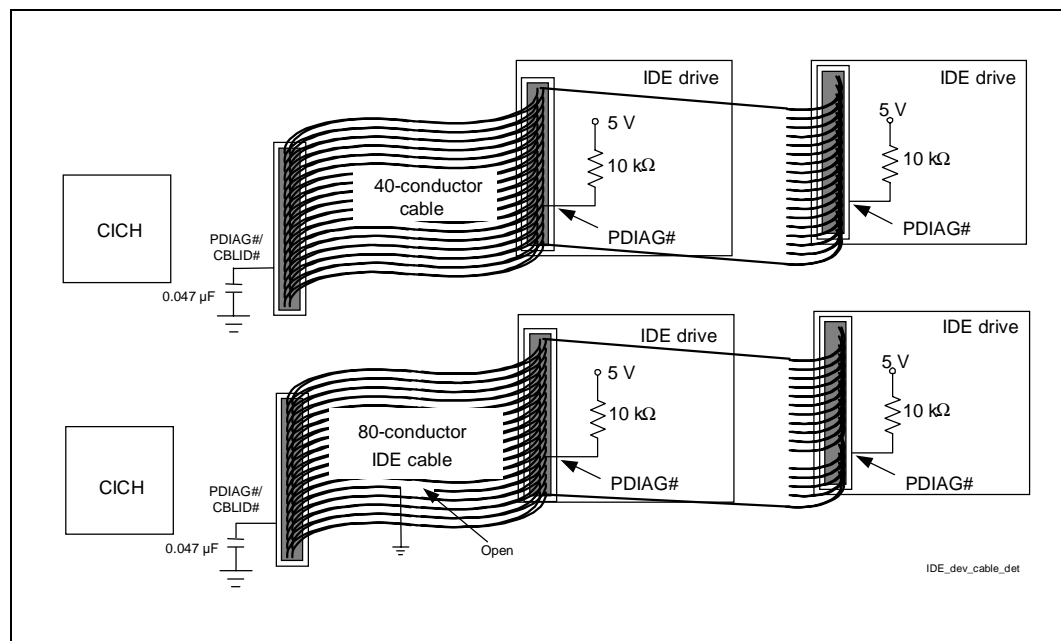 IDE drive
IDE drive
5 V
5 V
10 kΩ
10 kΩ
40-conductor
cable
CICH
PDIAG#/
CBLID#
PDIAG#
PDIAG#
0.047 µF
IDE drive
IDE drive
5 V
5 V
10 kΩ
10 kΩ
80-conductor
IDE cable
CICH
PDIAG#/
CBLID#
PDIAG#
PDIAG#
0.047 µF
Open
IDE_dev_cable_det